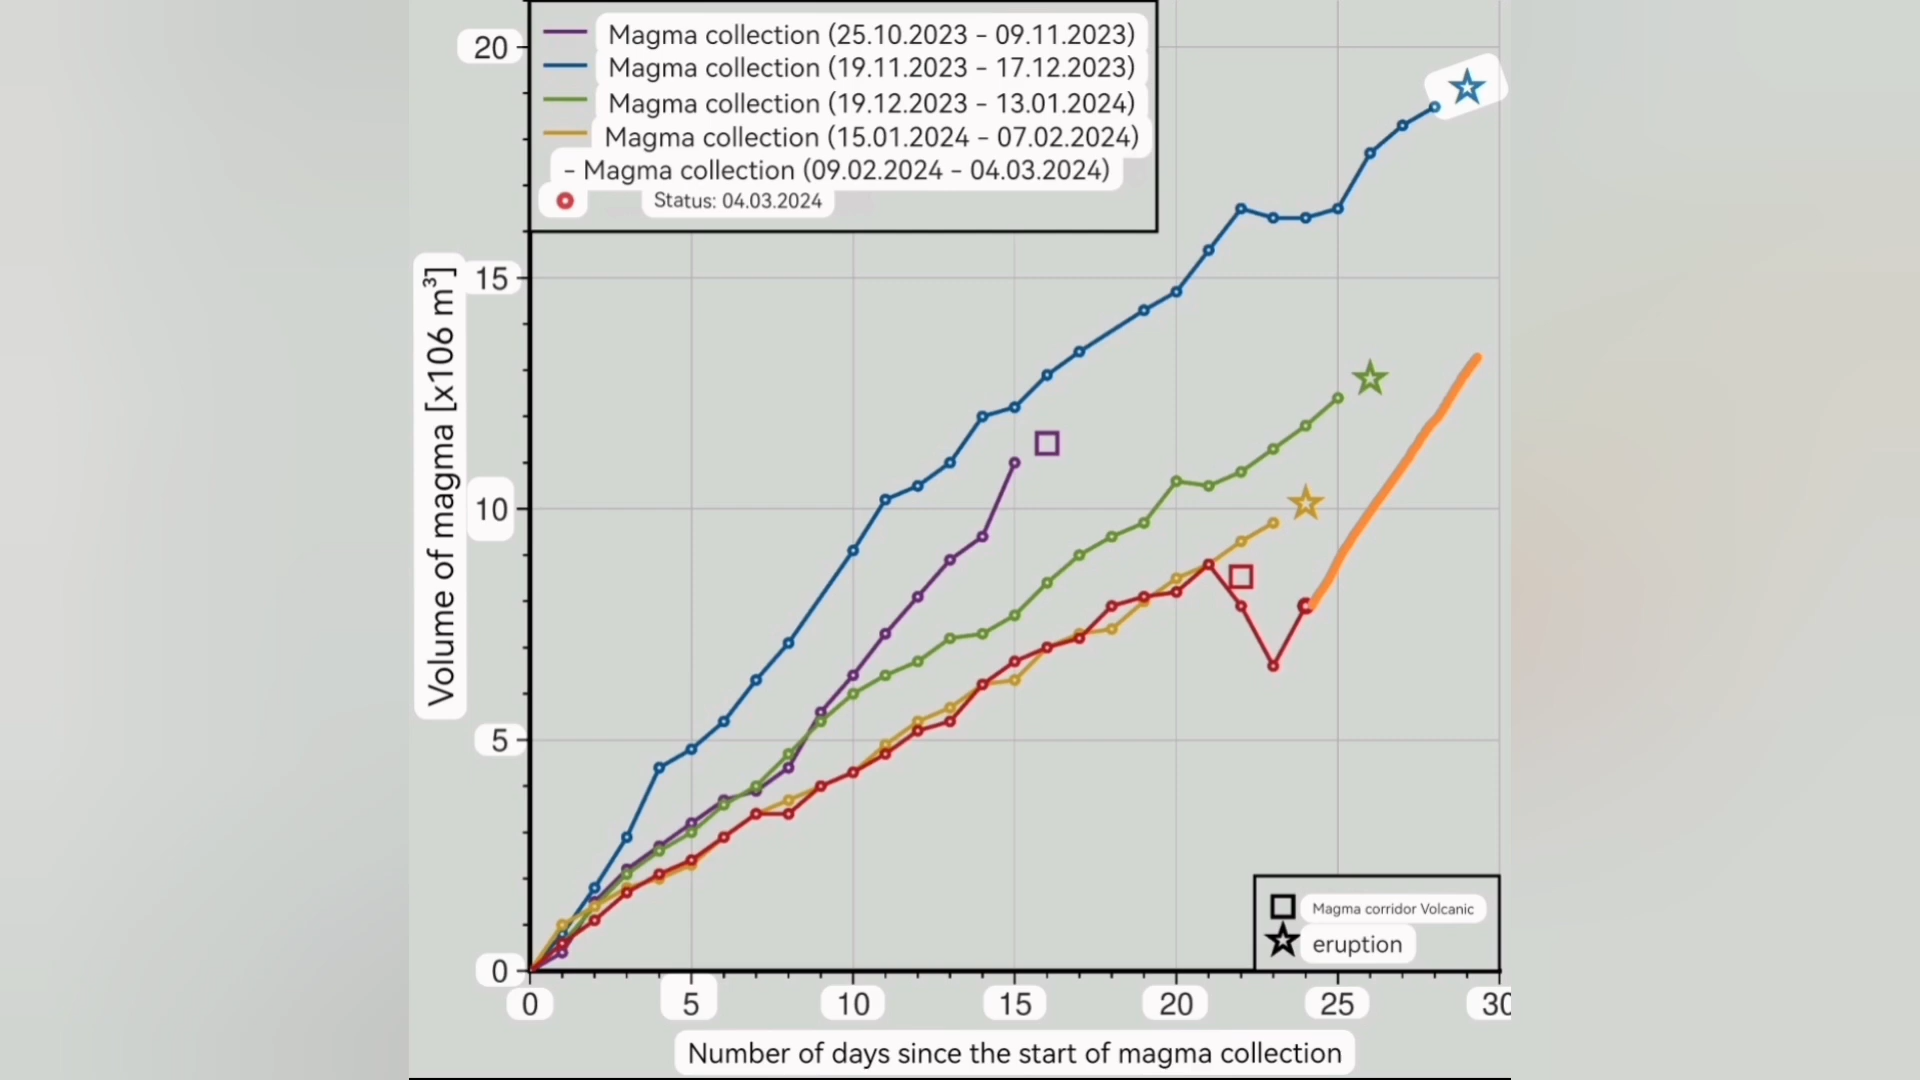 Magma collection (25.10.2023 - 09.11.2023)
Magma collection (19.11.2023 - 17.12.2023)
Magma collection (19.12.2023 - 13.01.2024)
Magma collection (15.01.2024 - 07.02.2024)
- Magma collection (09.02.2024 - 04.03.2024)
Status: 04.03.2024
Volume of magma [x106 m³]
20
15
10
5
0
Magma corridor Volcanic
eruption
0 5 10 15 20 25 30
Number of days since the start of magma collection